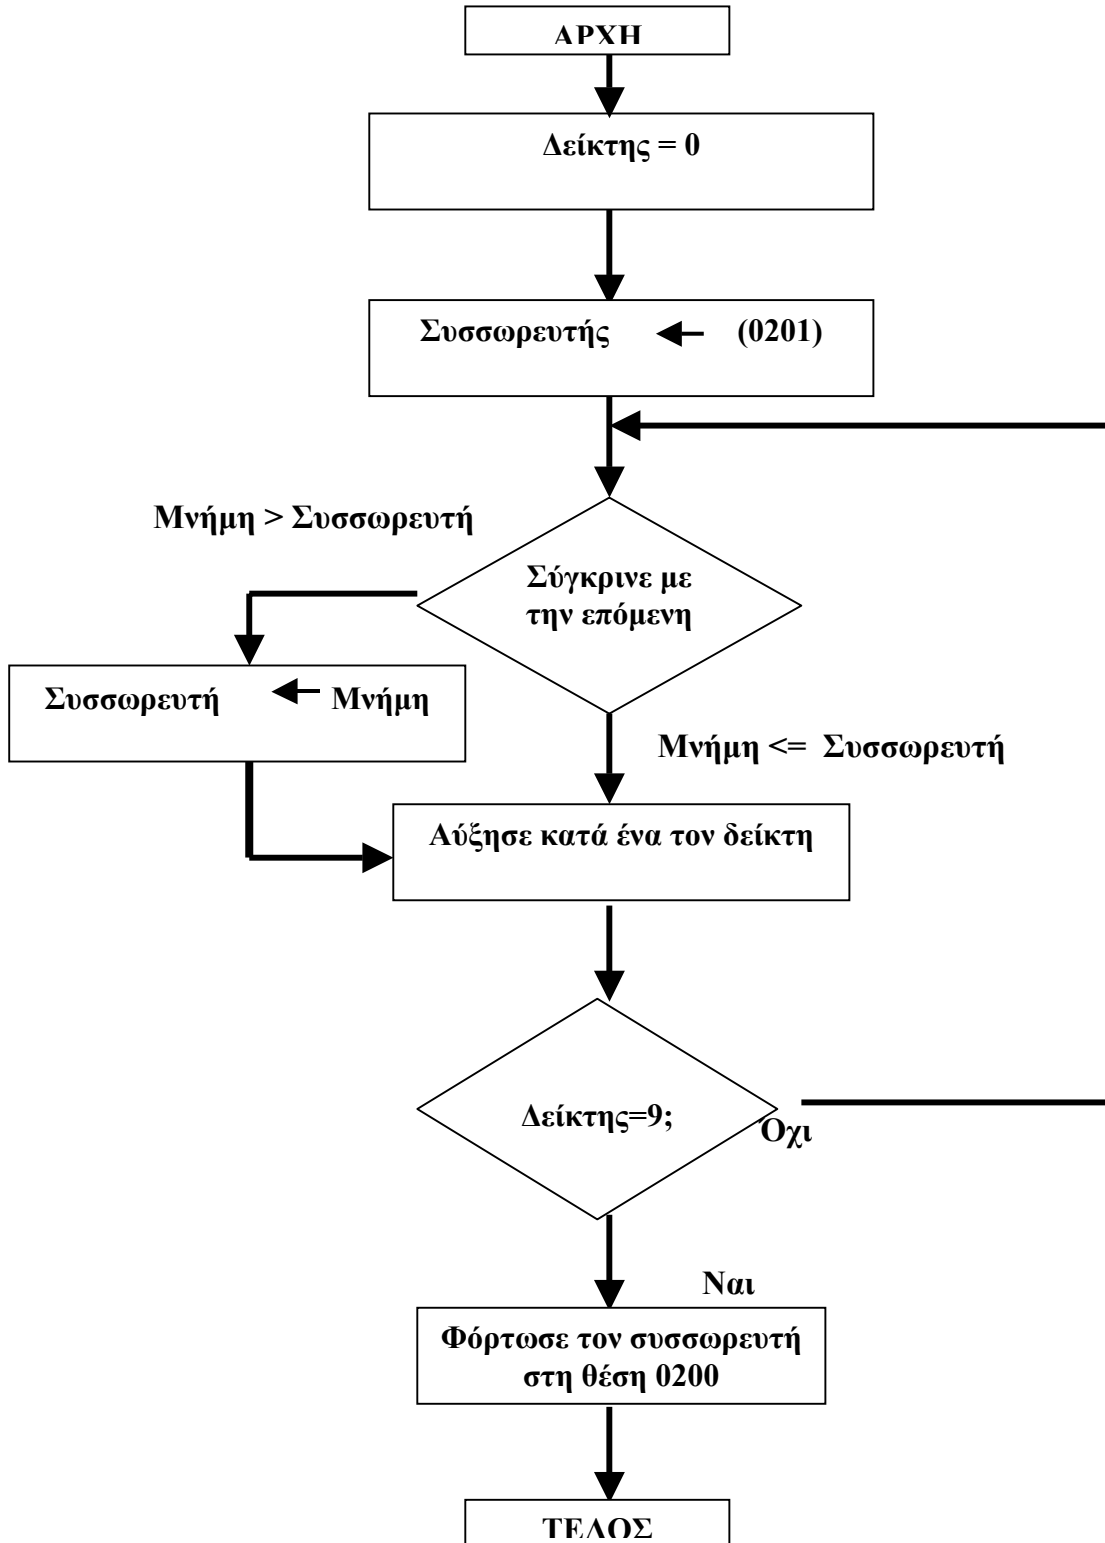 ΑΡΧΗ
Δείκτης = 0
Συσσωρευτής (0201)
Μνήμη > Συσσωρευτή
Σύγκρινε με
την επόμενη
Συσσωρευτή Μνήμη
Μνήμη <= Συσσωρευτή
Αύξησε κατά ένα τον δείκτη
Δείκτης=9;
Όχι
Ναι
Φόρτωσε τον συσσωρευτή
στη θέση 0200
ΤΕΛΟΣ